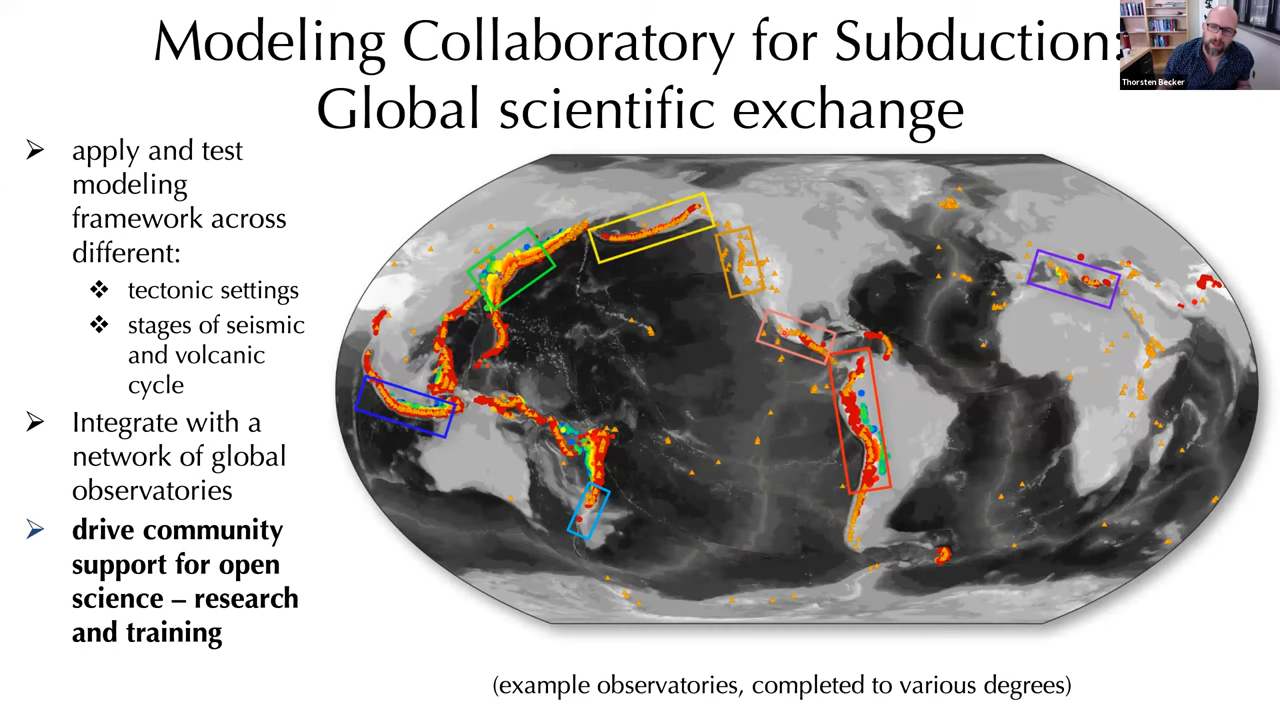 Modeling Collaboratory for Subduction:
Global scientific exchange
Thorsten Becker
apply and test
modeling
framework across
different:
tectonic settings
stages of seismic
and volcanic
cycle
Integrate with a
network of global
observatories
drive community
support for open
science – research
and training
(example observatories, completed to various degrees)